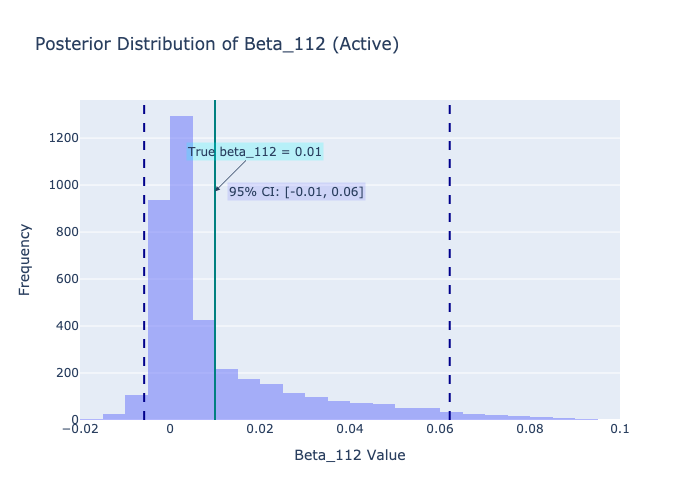 Posterior Distribution of Beta_112 (Active)
True beta_112 = 0.01
95% CI: [-0.01, 0.06]
Frequency
1200
1000
800
600
400
200
0
−0.02
0
0.02
0.04
0.06
0.08
0.1
Beta_112 Value